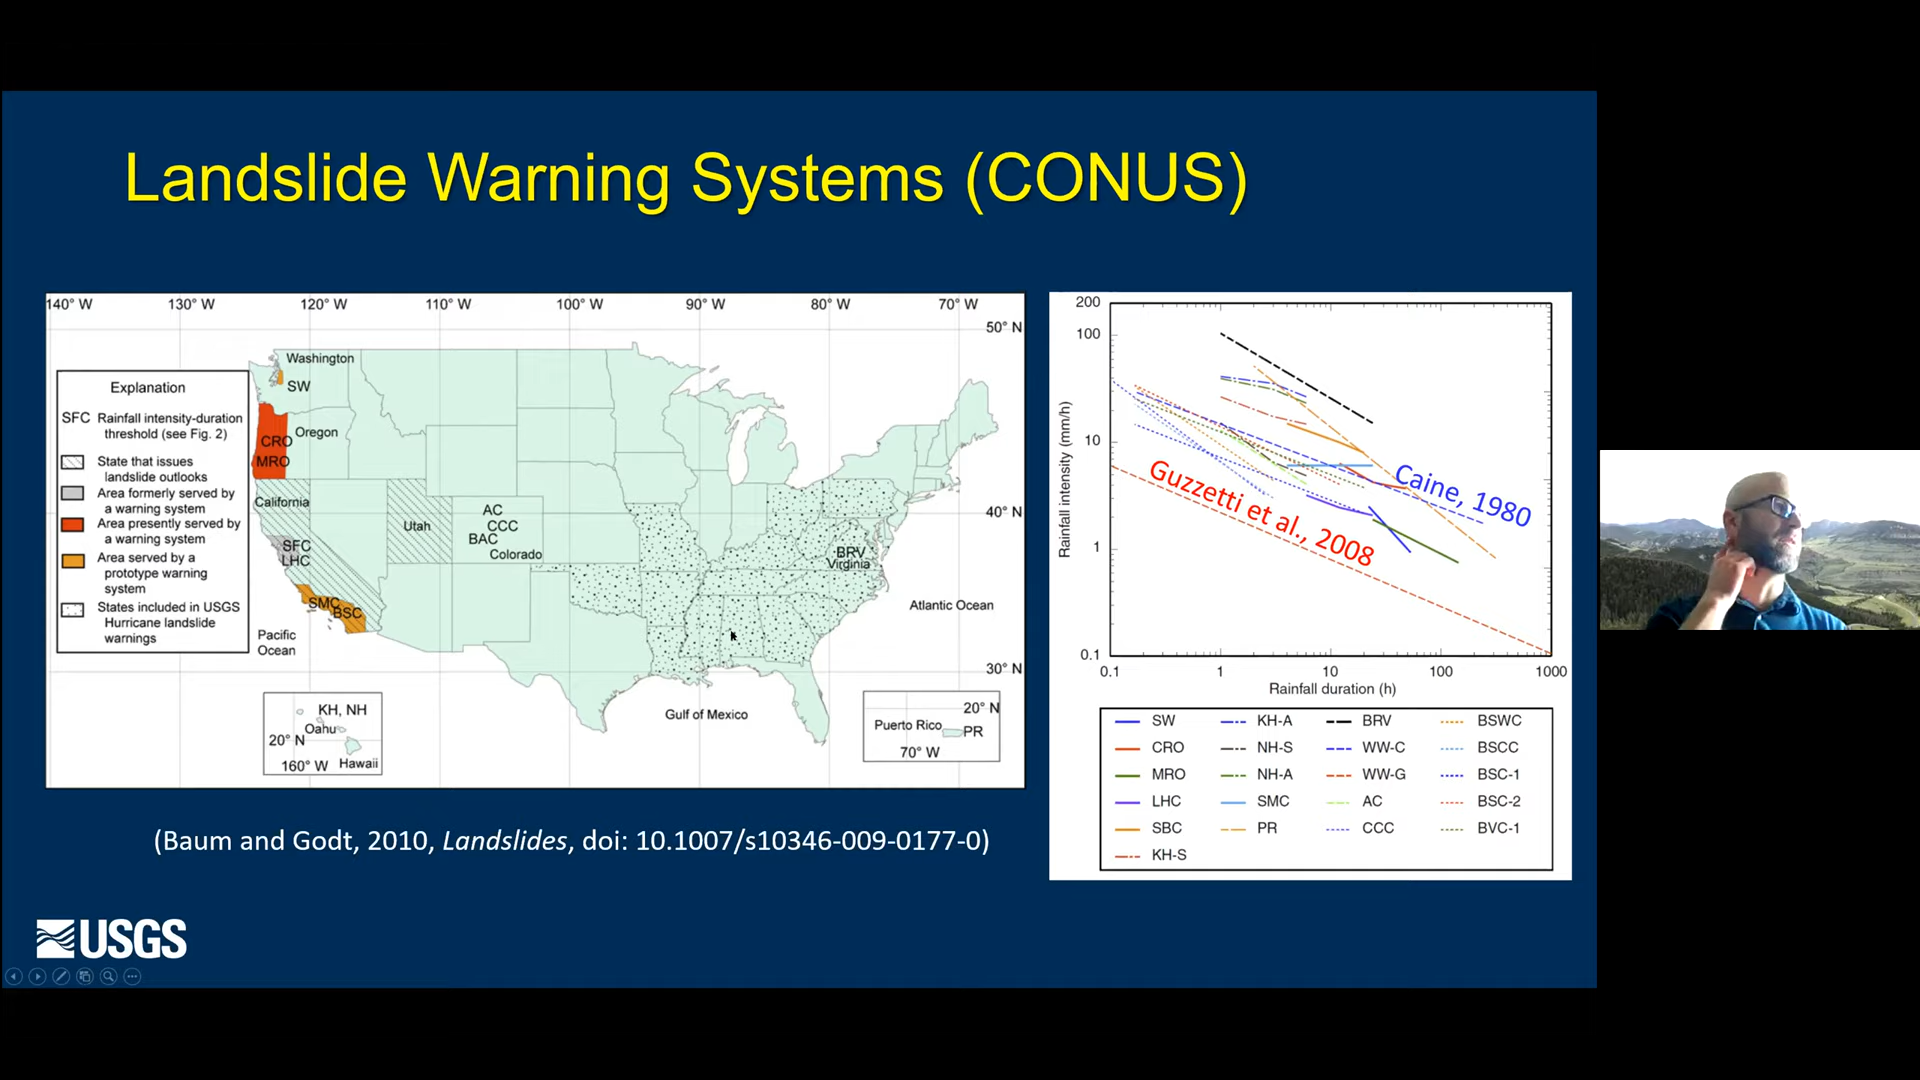 Landslide Warning Systems (CONUS)
140° W 130° W 120° W 110° W 100° W 90° W 80° W 70° W
50° N
40° N
30° N
Explanation
SFC Rainfall intensity-duration
threshold (see Fig. 2)
State that issues
landslide outlooks
Area formerly served by
a warning system
Area presently served by
a warning system
Area served by a
prototype warning
system
States included in USGS
Hurricane landslide
warnings
Washington
SW
CRO
Oregon
MRO
California
SFC
LHC
SMC
BSC
Utah
AC
CCC
BAC
Colorado
BRV
Virginia
Pacific
Ocean
Atlantic Ocean
Gulf of Mexico
KH, NH
Oahu
20° N
160° W Hawaii
20° N
Puerto Rico PR
70° W
Rainfall intensity (mm/h)
200
100
10
1
0.1
0.1 1 10 100 1000
Rainfall duration (h)
Caine, 1980
Guzzetti et al., 2008
SW KH-A BRV BSWC
CRO NH-S WW-C BSCC
MRO NH-A WW-G BSC-1
LHC SMC AC BSC-2
SBC PR CCC BVC-1
KH-S
(Baum and Godt, 2010, Landslides, doi: 10.1007/s10346-009-0177-0)
USGS